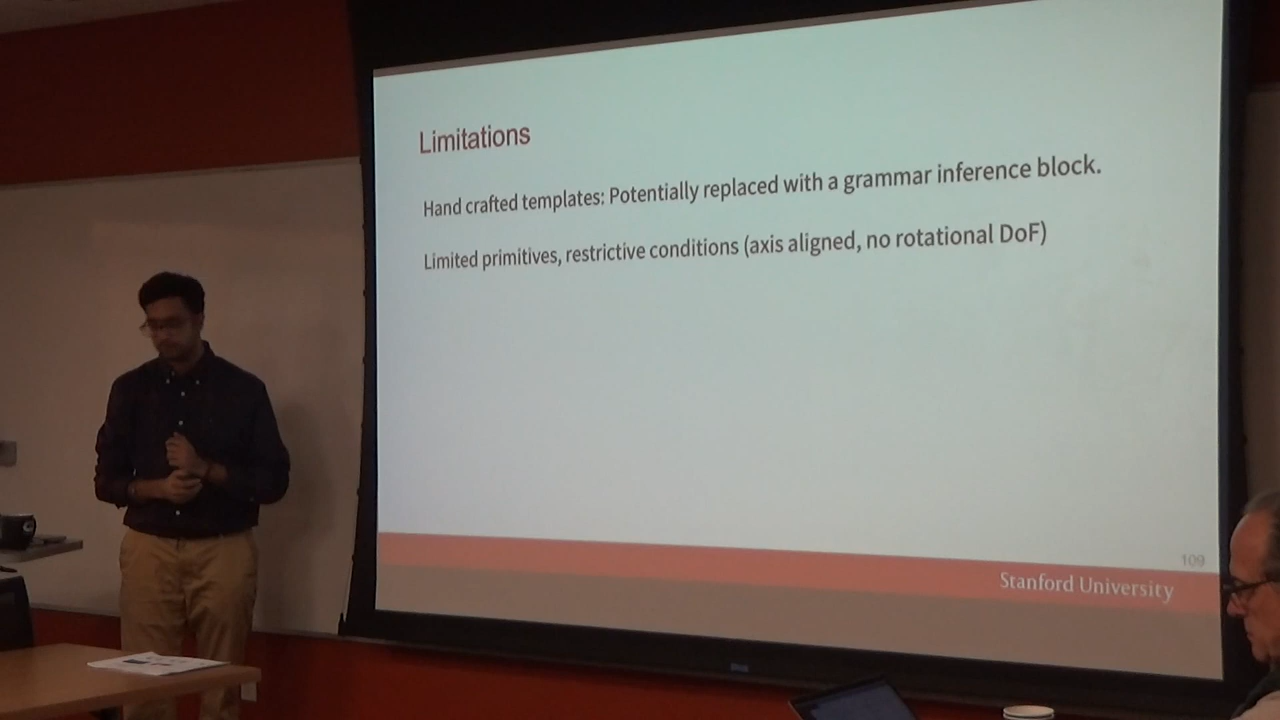 Limitations
Hand crafted templates: Potentially replaced with a grammar inference block.
Limited primitives, restrictive conditions (axis aligned, no rotational DoF)
109
Stanford University